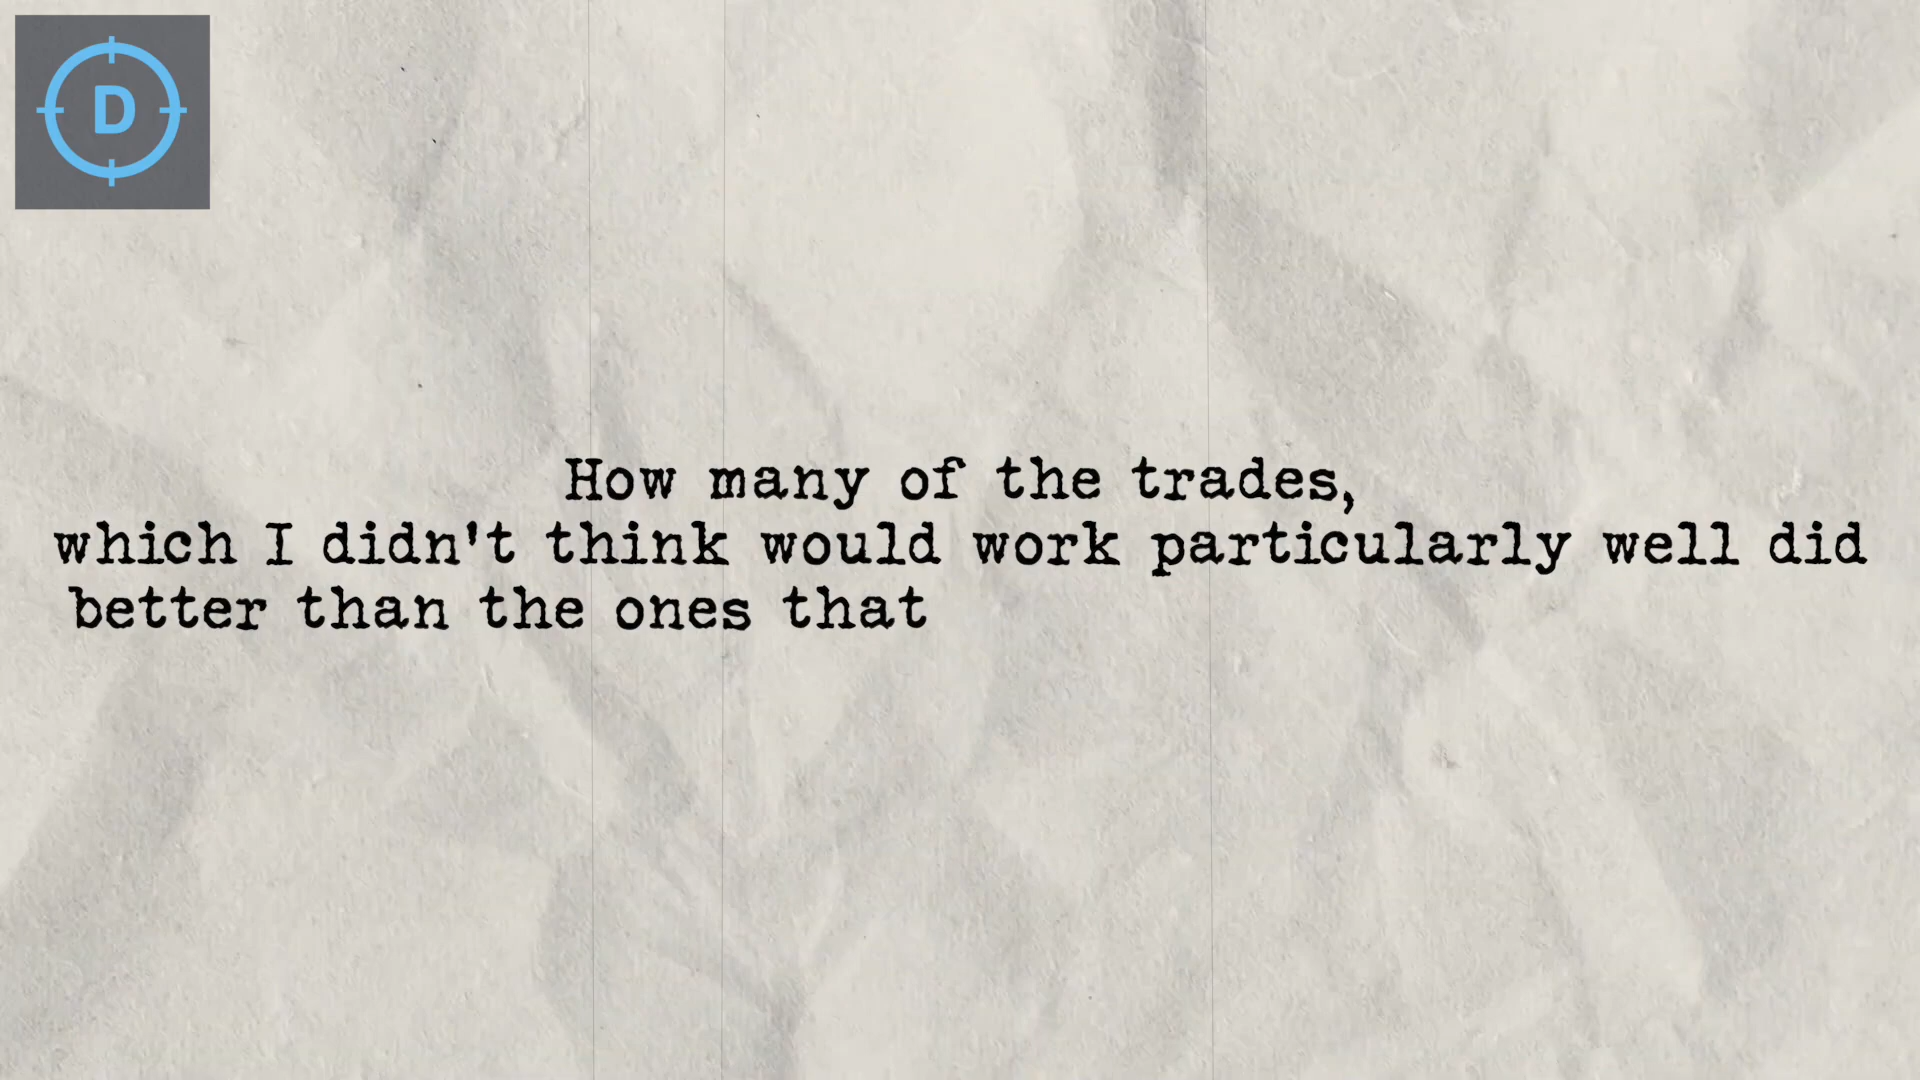 D
How many of the trades,
which I didn't think would work particularly well did
better than the ones that